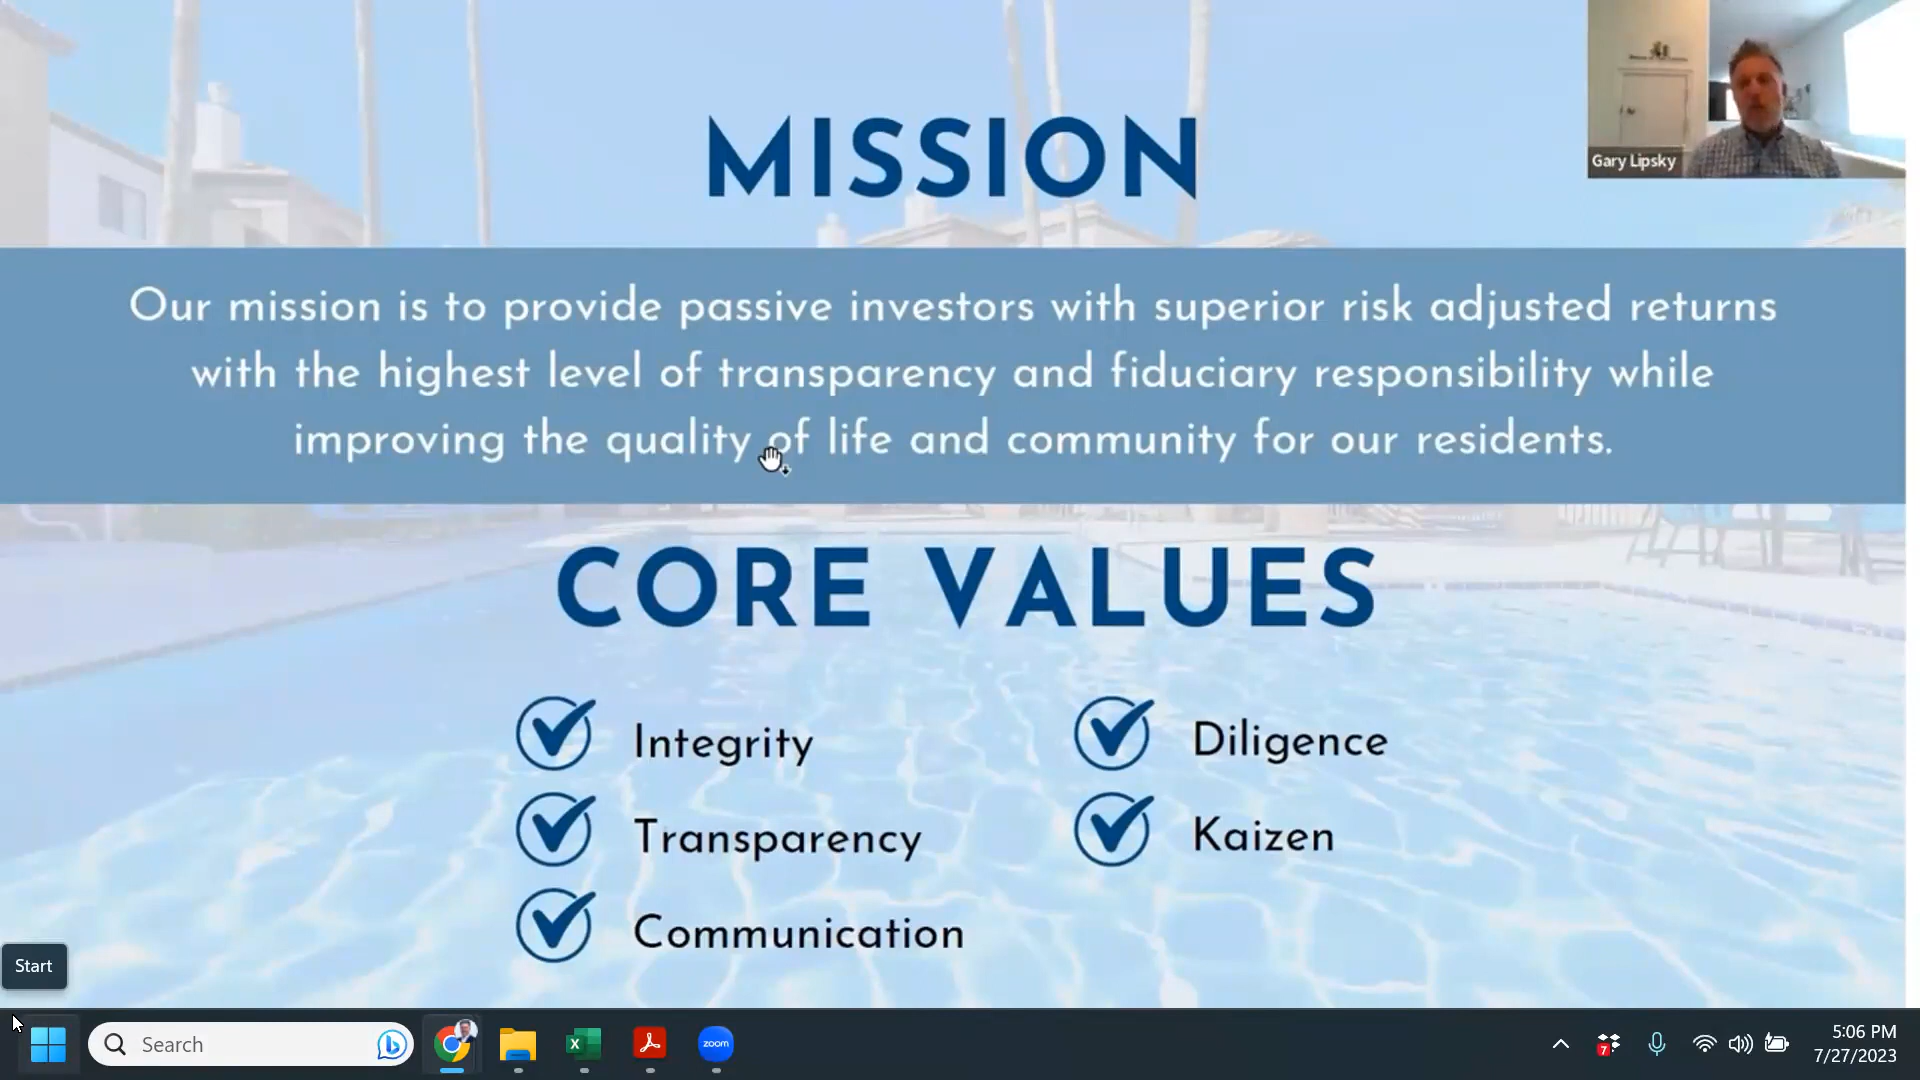 MISSION
Gary Lipsky
Our mission is to provide passive investors with superior risk adjusted returns
with the highest level of transparency and fiduciary responsibility while
improving the quality of life and community for our residents.
CORE VALUES
Integrity
Diligence
Transparency
Kaizen
Communication
Start
Search
zoom
7
5:06 PM
7/27/2023